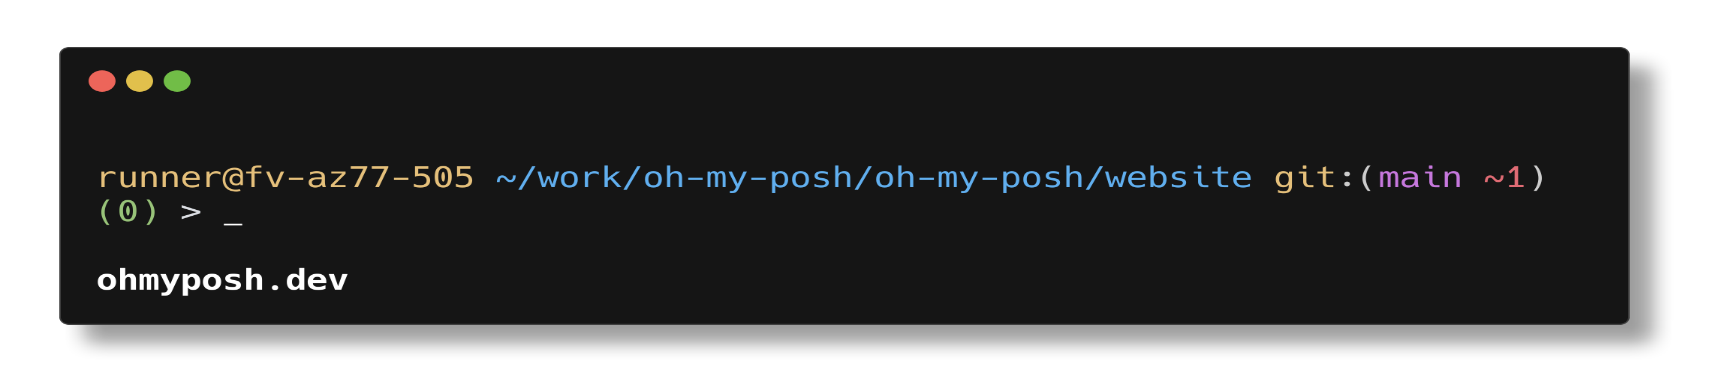 runner@fv-az77-505 ~/work/oh-my-posh/oh-my-posh/website git:(main ~1)
(0) > _
ohmyposh.dev